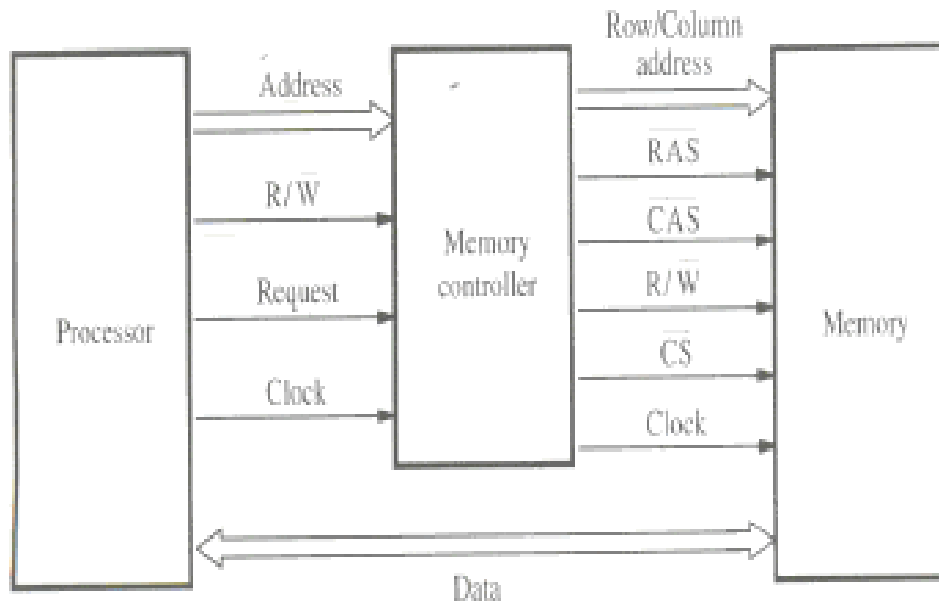 Row/Column
address
Address
RAS
R/W
CAS
Memory
controller
R/W
Request
Processor
Memory
CS
Clock
Clock
Data